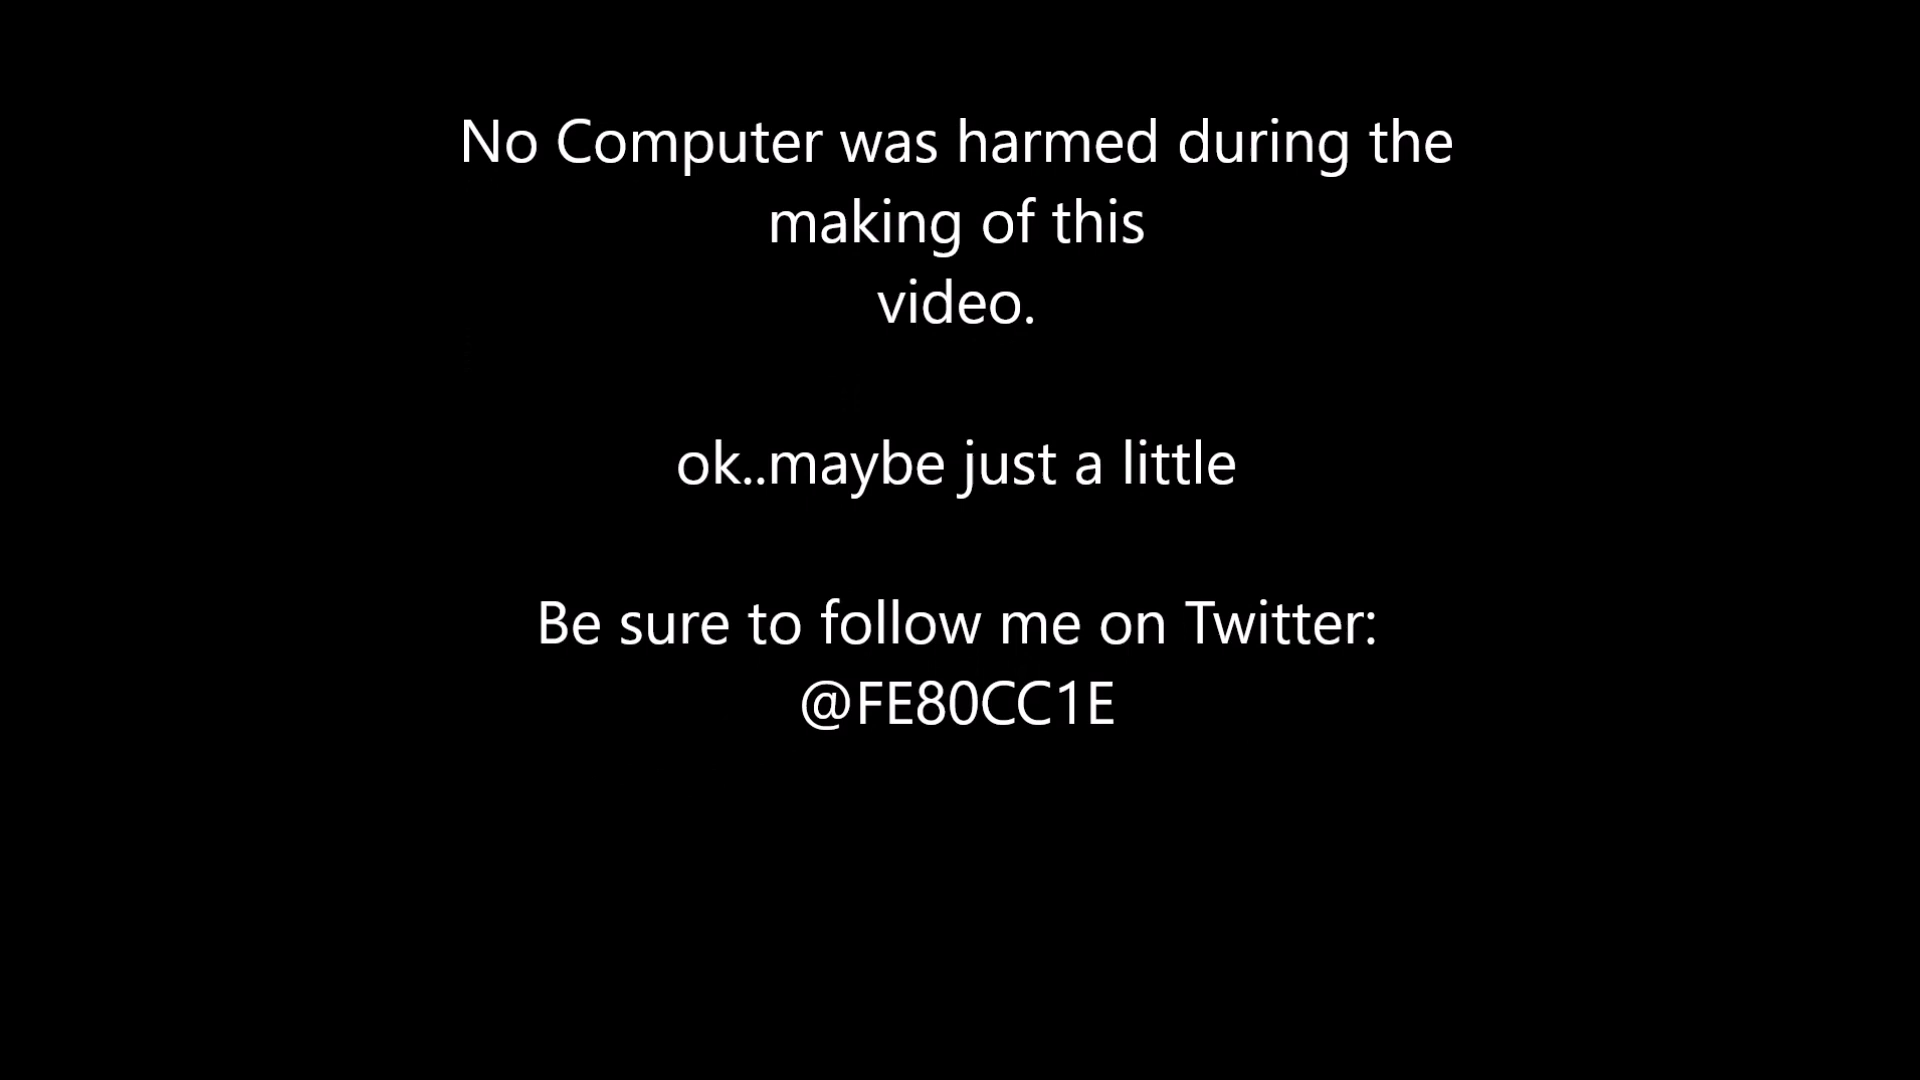 No Computer was harmed during the
making of this
video.
ok..maybe just a little
Be sure to follow me on Twitter:
@FE80CC1E